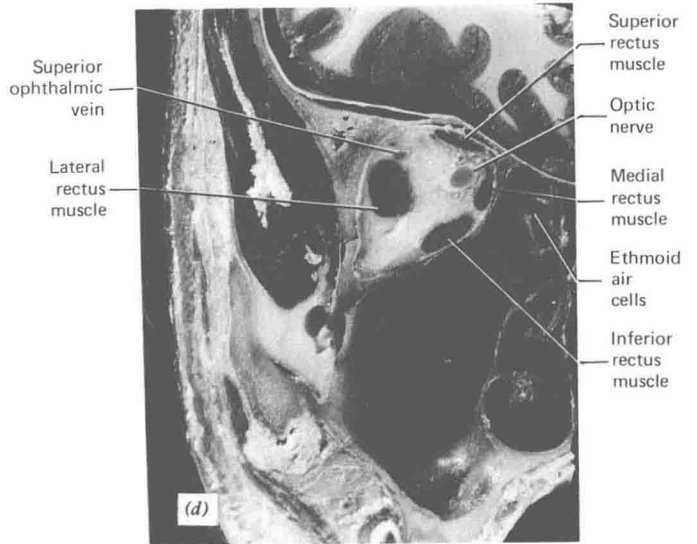 Superior
ophthalmic
vein
Lateral
rectus
muscle
Superior
rectus
muscle
Optic
nerve
Medial
rectus
muscle
Ethmoid
air
cells
Inferior
rectus
muscle
(d)